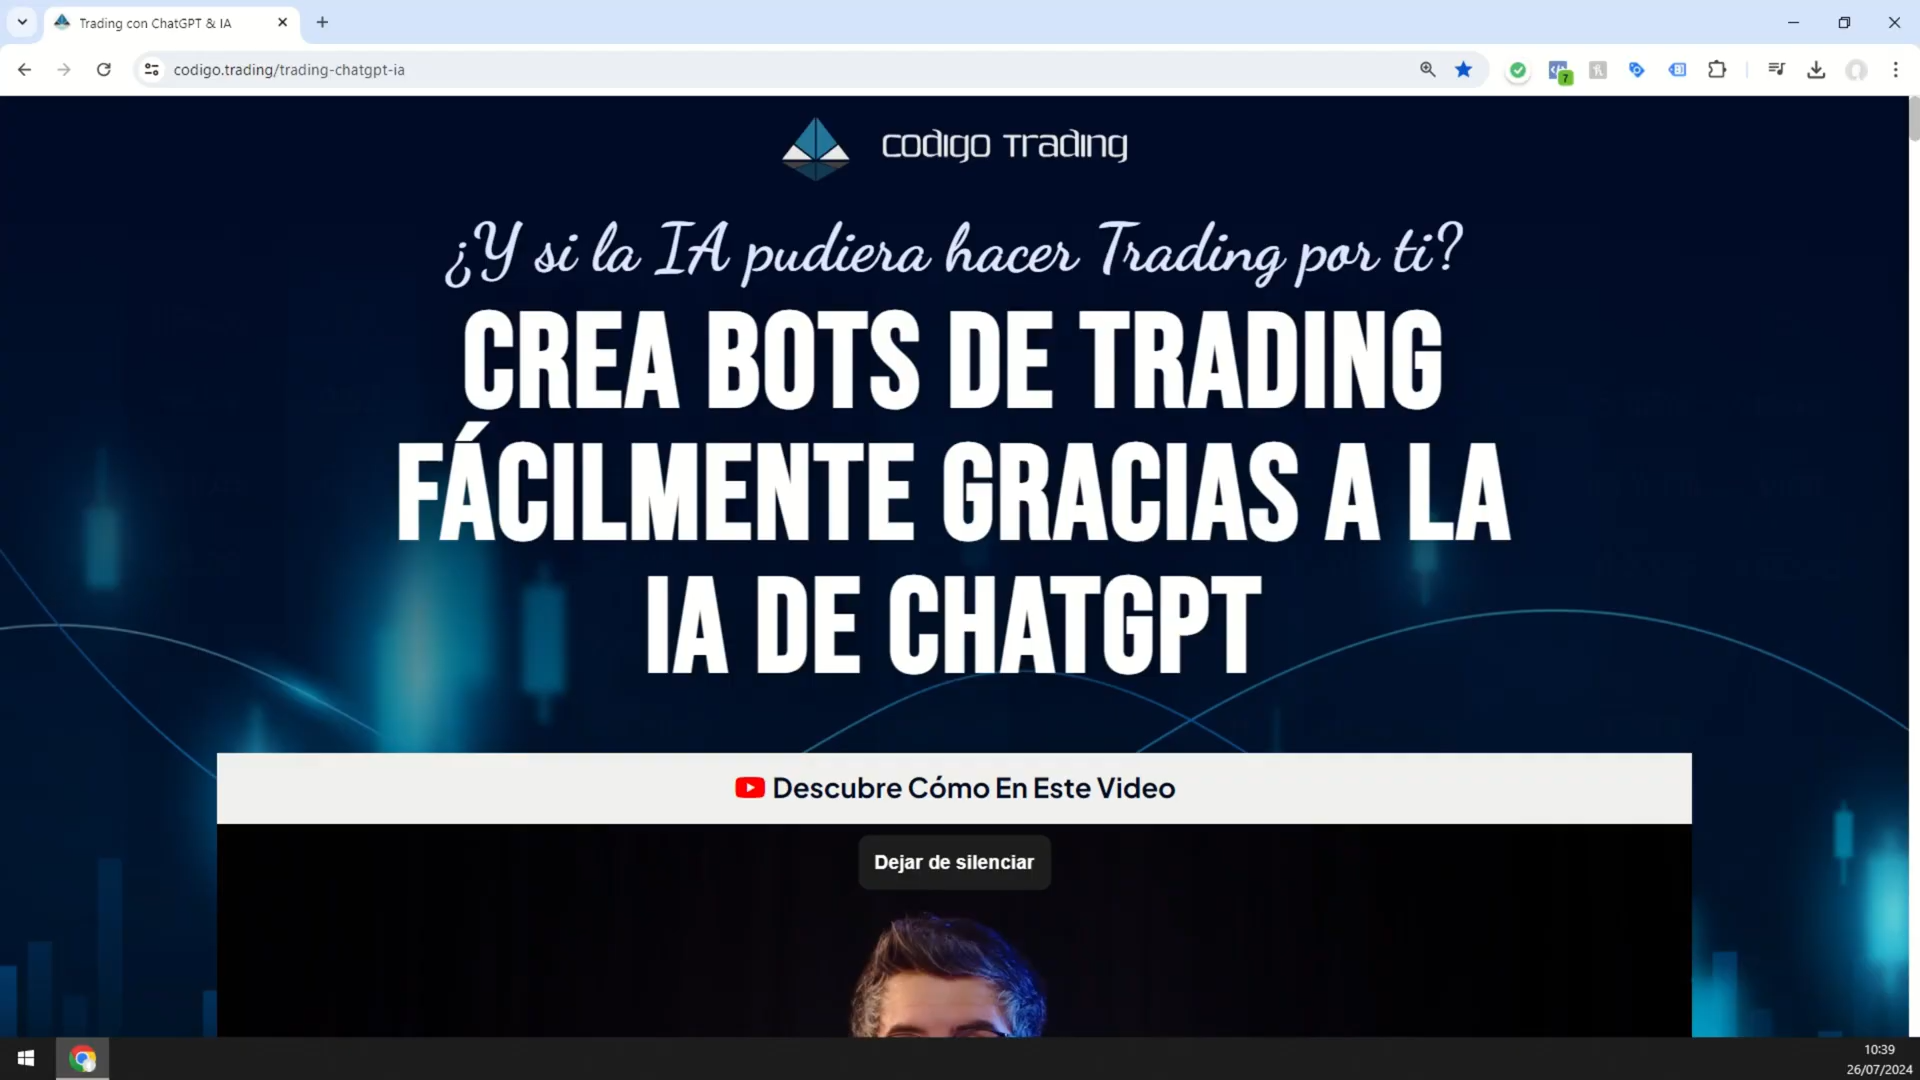 Trading con ChatGPT & IA
codigo.trading/trading-chatgpt-ia
7
codigo Trading
¿Y si la IA pudiera hacer Trading por ti?
CREA BOTS DE TRADING
FÁCILMENTE GRACIAS A LA
IA DE CHATGPT
Descubre Cómo En Este Video
Dejar de silenciar
10:39
26/07/2024